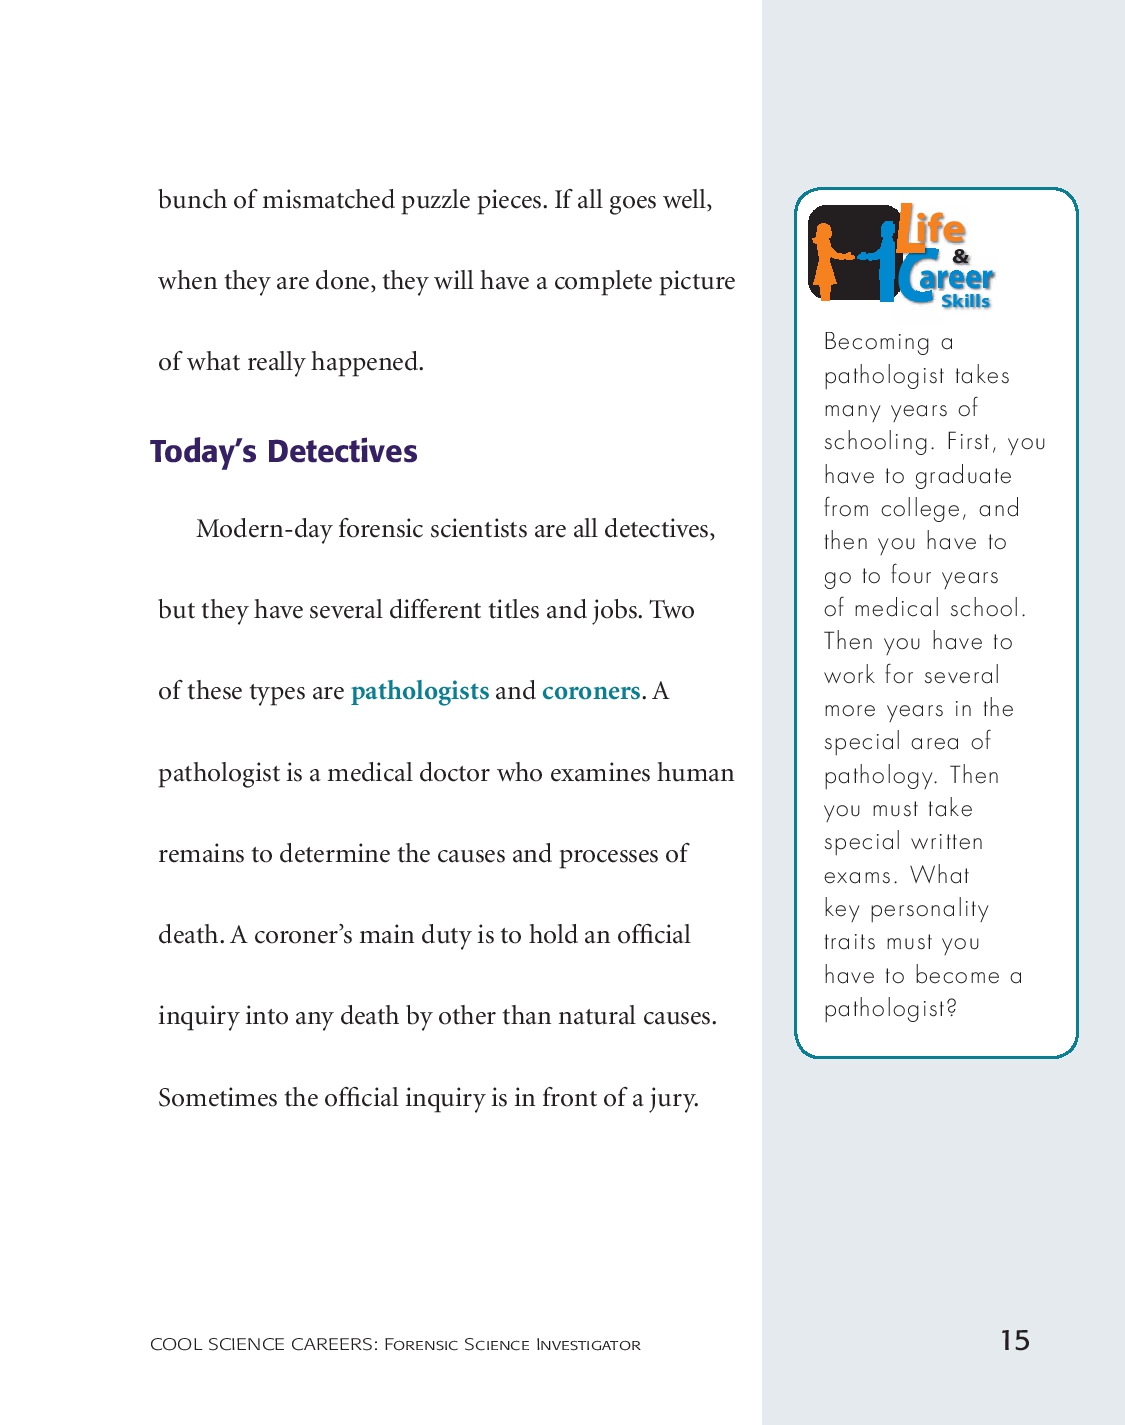 bunch of mismatched puzzle pieces. If all goes well,
when they are done, they will have a complete picture
of what really happened.
Today’s Detectives
Modern-day forensic scientists are all detectives,
but they have several different titles and jobs. Two
of these types are pathologists and coroners. A
pathologist is a medical doctor who examines human
remains to determine the causes and processes of
death. A coroner’s main duty is to hold an official
inquiry into any death by other than natural causes.
Sometimes the official inquiry is in front of a jury.
Life
&
Career
Skills
Becoming a
pathologist takes
many years of
schooling. First, you
have to graduate
from college, and
then you have to
go to four years
of medical school.
Then you have to
work for several
more years in the
special area of
pathology. Then
you must take
special written
exams. What
key personality
traits must you
have to become a
pathologist?
COOL SCIENCE CAREERS: Forensic Science Investigator
15